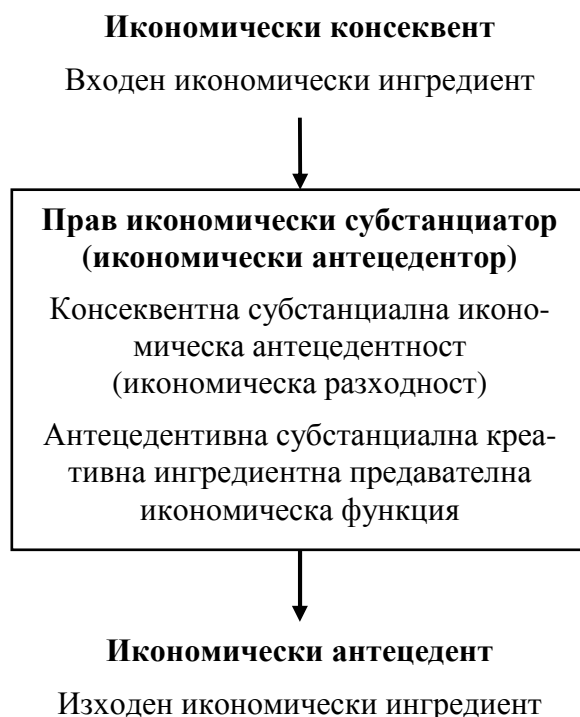 Икономически консеквент
Входен икономически ингредиент
Прав икономически субстанциатор
(икономически антецедентор)
Консеквентна субстанциална иконо-
мическа антецедентност
(икономическа разходност)
Антецедентивна субстанциална креа-
тивна ингредиентна предавателна
икономическа функция
Икономически антецедент
Изходен икономически ингредиент